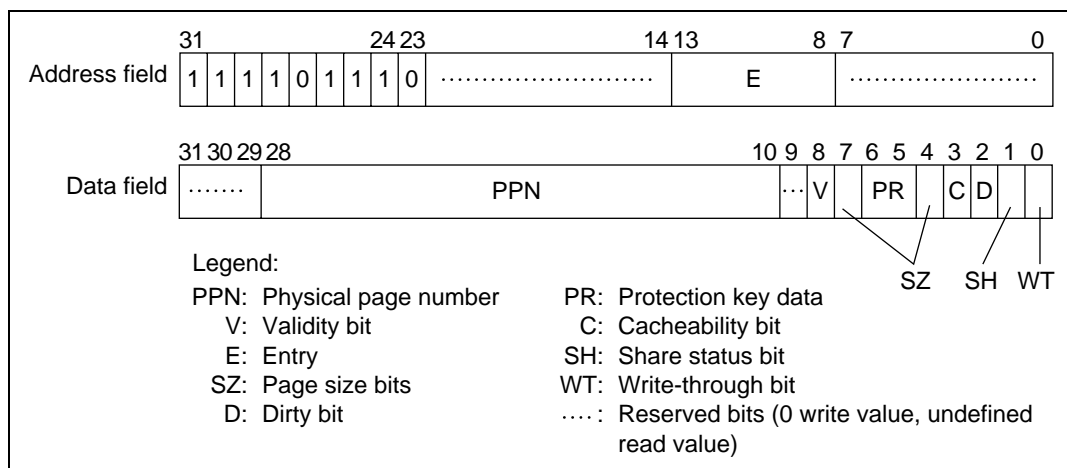 31 24 23 14 13 8 7 0
Address field 1 1 1 1 0 1 1 1 0 ........................ E ........................
31 30 29 28 10 9 8 7 6 5 4 3 2 1 0
Data field ....... PPN ... V PR C D
SZ SH WT
Legend:
PPN: Physical page number PR: Protection key data
V: Validity bit C: Cacheability bit
E: Entry SH: Share status bit
SZ: Page size bits WT: Write-through bit
D: Dirty bit ....: Reserved bits (0 write value, undefined
read value)